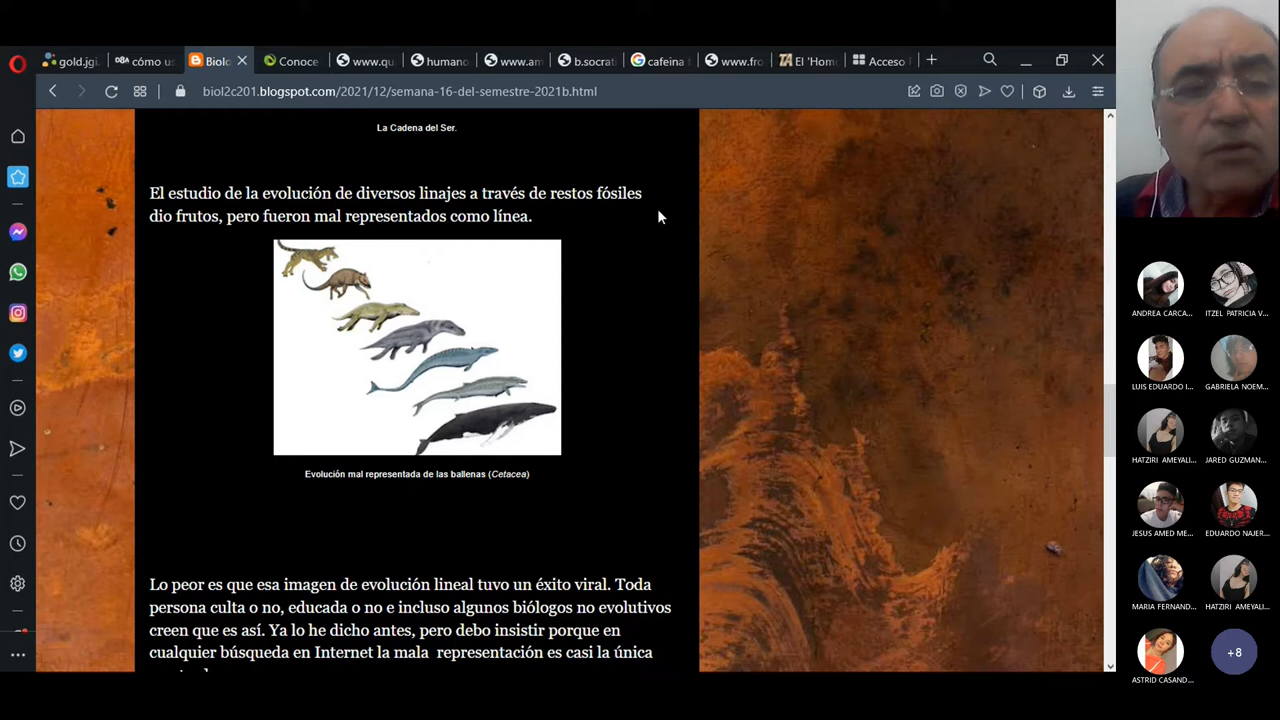 gold.jgi.
cómo us
Biolo
Conoce
www.qu
humano
www.am
b.socrati
cafeina f
www.fro
El 'Home
Acceso F
biol2c201.blogspot.com/2021/12/semana-16-del-semestre-2021b.html
La Cadena del Ser.
El estudio de la evolución de diversos linajes a través de restos fósiles
dio frutos, pero fueron mal representados como línea.
Evolución mal representada de las ballenas (Cetacea)
Lo peor es que esa imagen de evolución lineal tuvo un éxito viral. Toda
persona culta o no, educada o no e incluso algunos biólogos no evolutivos
creen que es así. Ya lo he dicho antes, pero debo insistir porque en
cualquier búsqueda en Internet la mala representación es casi la única
ANDREA CARCA...
ITZEL PATRICIA V...
LUIS EDUARDO I...
GABRIELA NOEM...
HATZIRI AMEYALI...
JARED GUZMAN...
JESUS AMED ME...
EDUARDO NAJER...
MARIA FERNAND...
HATZIRI AMEYALI...
ASTRID CASAND...
+8